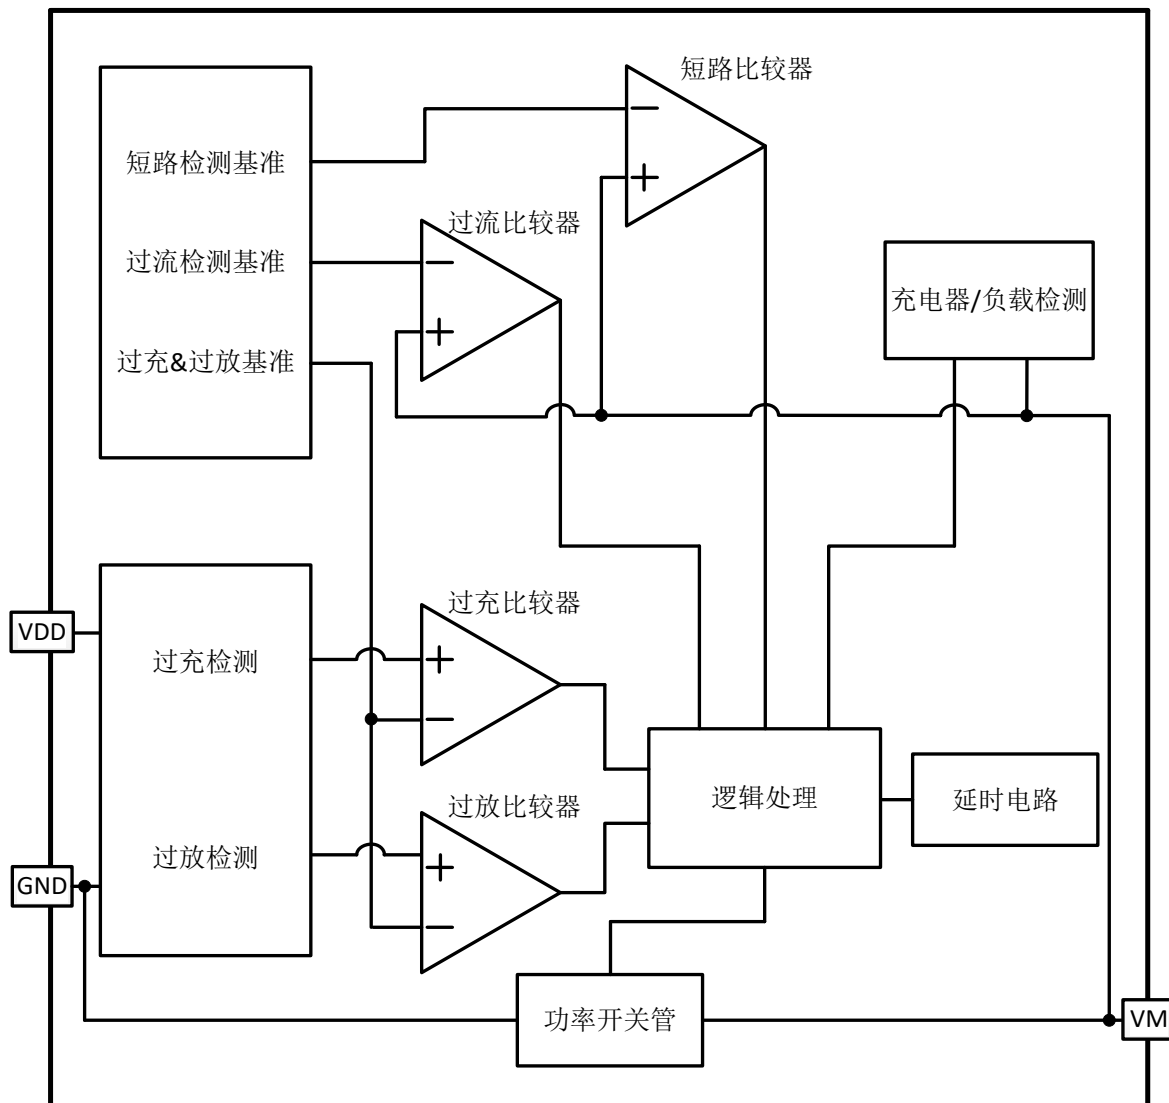 短路比较器
短路检测基准
过流比较器
过流检测基准
充电器/负载检测
过充&过放基准
过充比较器
VDD
过充检测
逻辑处理
延时电路
过放比较器
过放检测
GND
功率开关管
VM